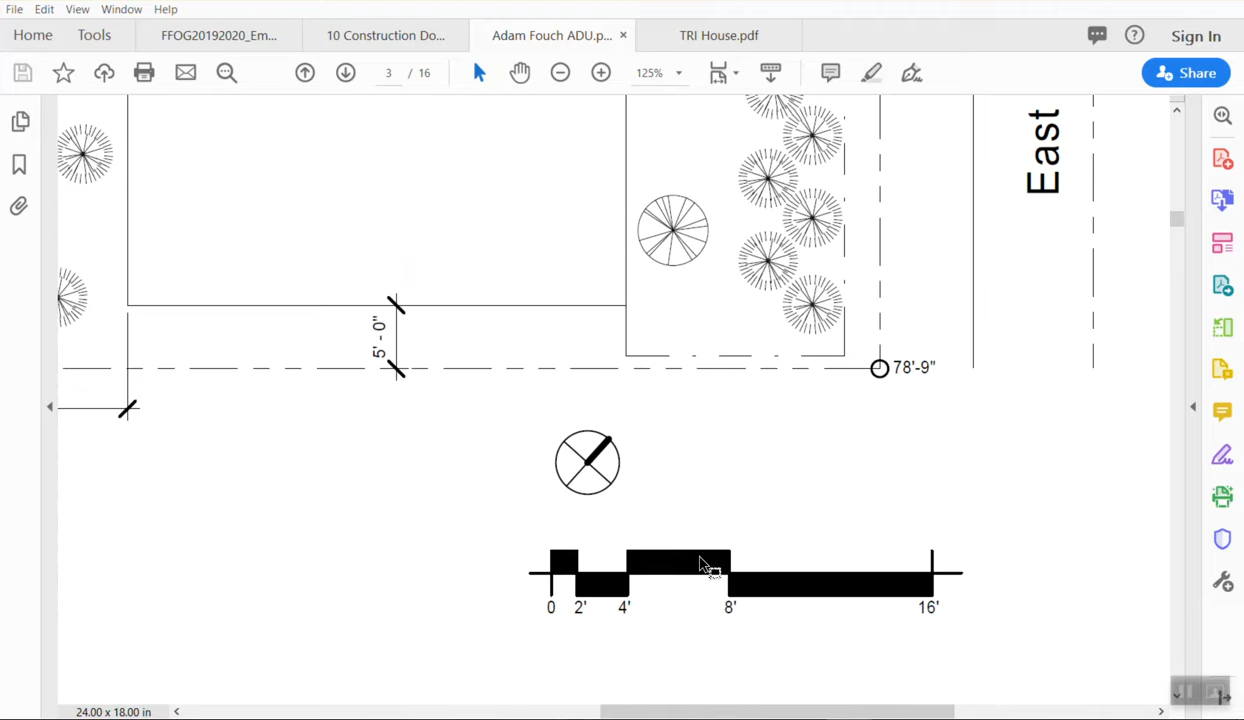 File Edit View Window Help
Home Tools FFOG20192020_Em... 10 Construction Do... Adam Fouch ADU.p... × TRI House.pdf Sign In
3 / 16 125% Share
East
5' - 0"
78'-9"
0 2' 4' 8' 16'
24.00 x 18.00 in